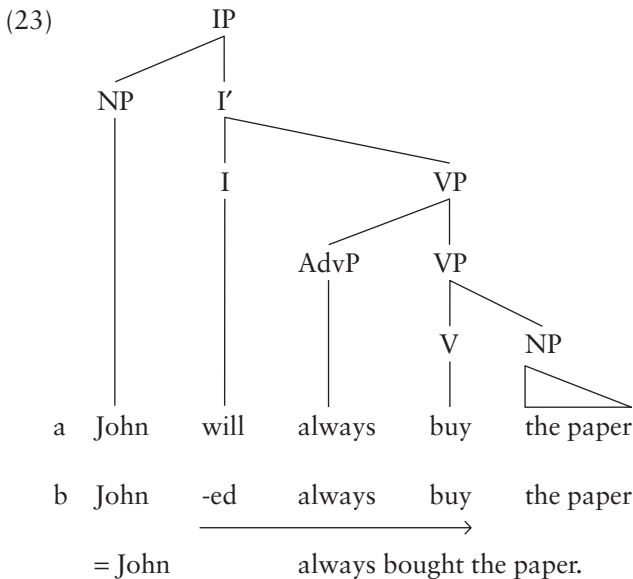 (23)
IP
NP I′
I VP
AdvP VP
V NP
a John will always buy the paper
b John -ed always buy the paper
= John always bought the paper.